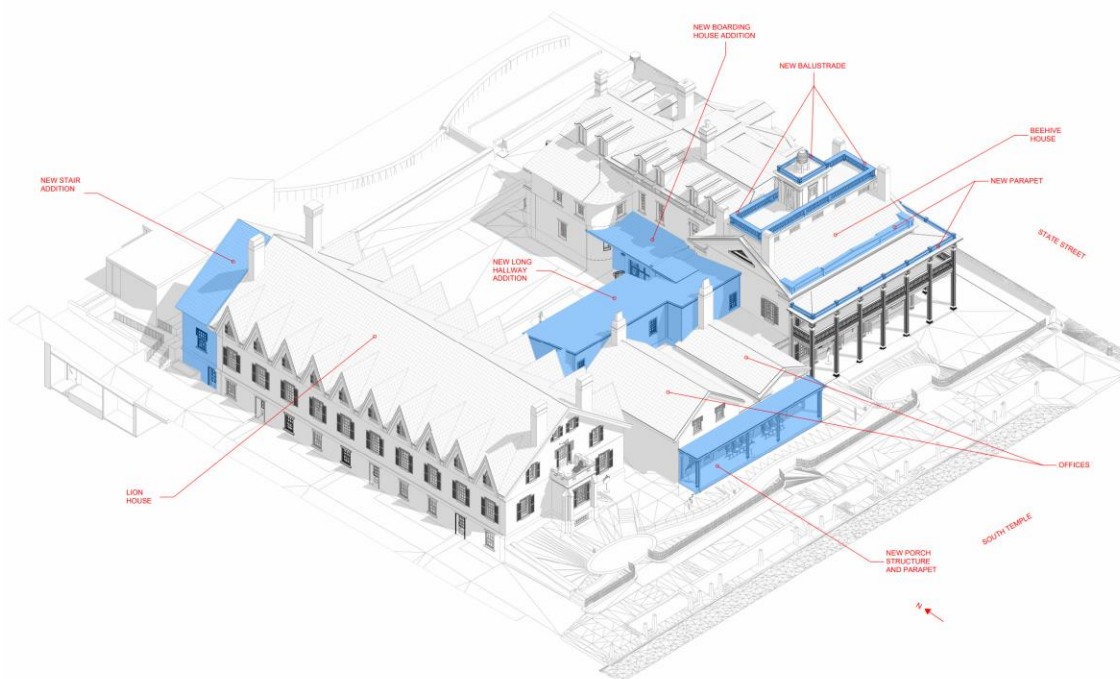 NEW BOARDING
HOUSE ADDITION
NEW BALUSTRADE
BEEHIVE
HOUSE
NEW PARAPET
STATE STREET
NEW STAIR
ADDITION
NEW LONG
HALLWAY
ADDITION
OFFICES
LION
HOUSE
SOUTH TEMPLE
NEW PORCH
STRUCTURE
AND PARAPET
N